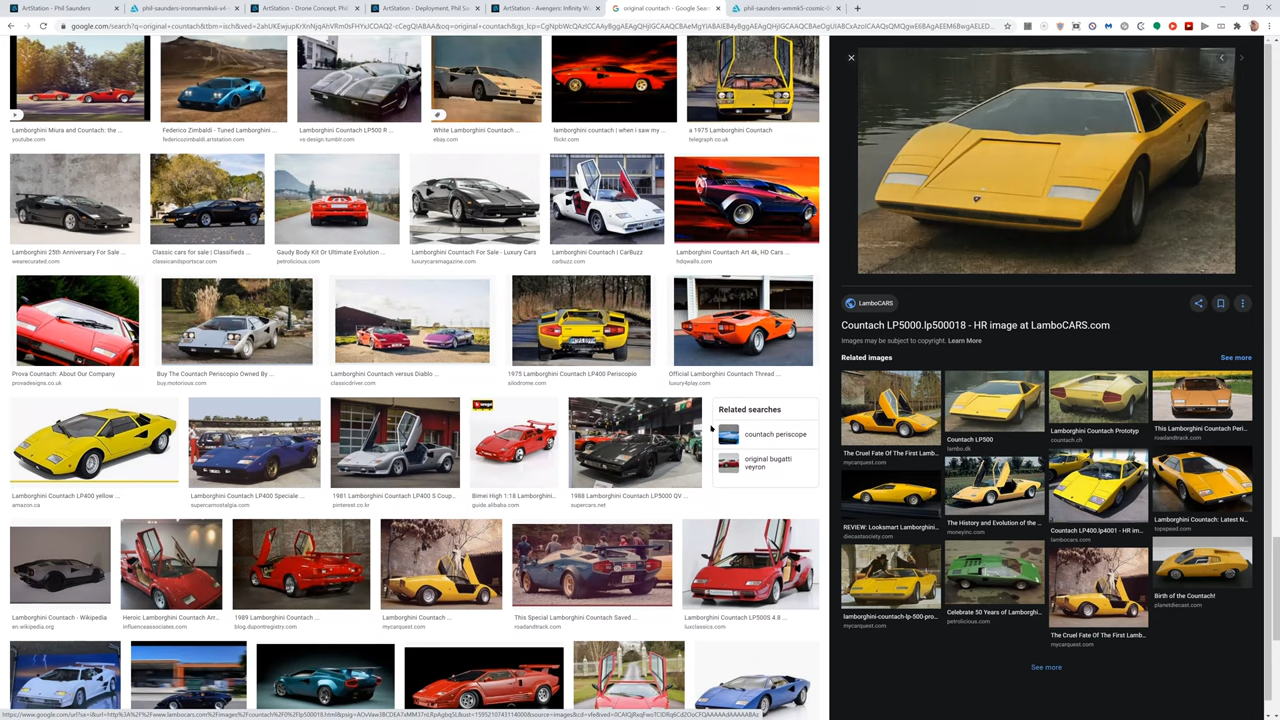 ArtStation - Phil Saunders
phil-saunders-ironmanmkvii-v4-
ArtStation - Drone Concept, Phil
ArtStation - Deployment, Phil Sau
ArtStation - Avengers: Infinity W
original countach - Google Sear
phil-saunders-wmmk5-cosmic-0
Lamborghini Miura and Countach: the ...
youtube.com
Federico Zimbaldi - Tuned Lamborghini ...
federicozimbaldi.artstation.com
Lamborghini Countach LP500 R ...
vs-design.tumblr.com
White Lamborghini Countach ...
ebay.com
lamborghini countach | when i saw my ...
flickr.com
a 1975 Lamborghini Countach
telegraph.co.uk
Lamborghini 25th Anniversary For Sale ...
wearecurated.com
Classic cars for sale | Classifieds ...
classicandsportscar.com
Gaudy Body Kit Or Ultimate Evolution ...
petrolicious.com
Lamborghini Countach For Sale - Luxury Cars
luxurycarsmagazine.com
Lamborghini Countach | CarBuzz
carbuzz.com
Lamborghini Countach Art 4k, HD Cars ...
hdqwalls.com
Prova Countach: About Our Company
provadesigns.co.uk
Buy The Countach Periscopio Owned By ...
buy.motorious.com
Lamborghini Countach versus Diablo ...
classicdriver.com
1975 Lamborghini Countach LP400 Periscopio
silodrome.com
Official Lamborghini Countach Thread ...
luxury4play.com
Lamborghini Countach LP400 yellow ...
amazon.ca
Lamborghini Countach LP400 Speciale ...
supercarnostalgia.com
1981 Lamborghini Countach LP400 S Coup...
pinterest.co.kr
Bimei High 1:18 Lamborghini...
guide.alibaba.com
1988 Lamborghini Countach LP5000 QV ...
supercars.net
Related searches
countach periscope
original bugatti
veyron
Lamborghini Countach - Wikipedia
en.wikipedia.org
Heroic Lamborghini Countach Arr...
influenceassociates.com
1989 Lamborghini Countach ...
blog.dupontregistry.com
Lamborghini Countach ...
mycarquest.com
This Special Lamborghini Countach Saved ...
roadandtrack.com
Lamborghini Countach LP500S 4.8 ...
luxclassics.com
LamboCARS
Countach LP5000.lp500018 - HR image at LamboCARS.com
Images may be subject to copyright. Learn More
Related images
See more
The Cruel Fate Of The First Lamb...
mycarquest.com
Countach LP500
lambo.dk
Lamborghini Countach Prototyp
countach.ch
This Lamborghini Countach Peri...
roadandtrack.com
REVIEW: Looksmart Lamborghini...
diecastsociety.com
The History and Evolution of the ...
moneyinc.com
Countach LP400.lp4001 - HR im...
lambocars.com
Lamborghini Countach: Latest N...
topspeed.com
lamborghini-countach-lp-500-pro...
mycarquest.com
Celebrate 50 Years of Lamborghi...
petrolicious.com
The Cruel Fate Of The First Lamb...
mycarquest.com
Birth of the Countach!
planetdiecast.com
See more